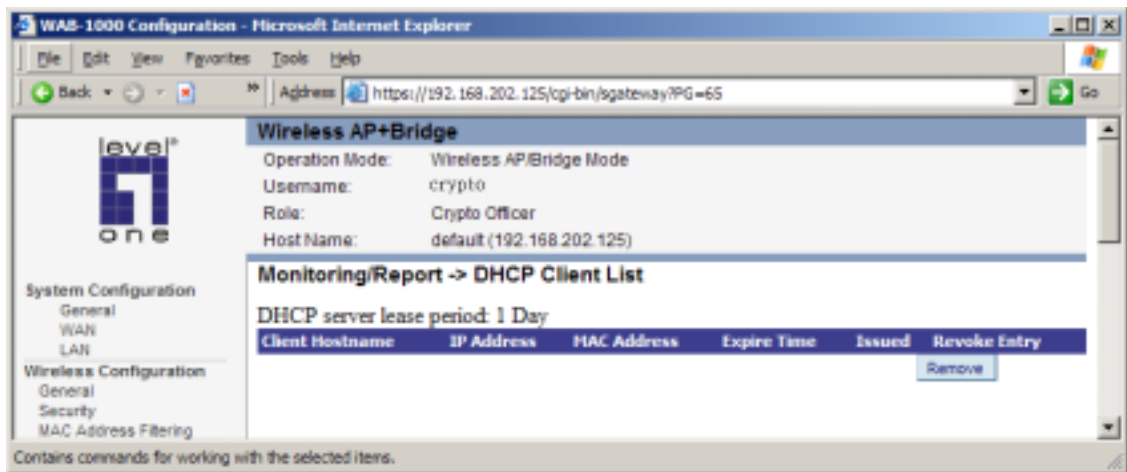 WAB-1000 Configuration - Microsoft Internet Explorer
File Edit View Favorites Tools Help
Back » Address https://192.168.202.125/cgi-bin/sgateway?PG=65 Go
level®
one
Wireless AP+Bridge
Operation Mode: Wireless AP/Bridge Mode
Username: crypto
Role: Crypto Officer
Host Name: default (192.168.202.125)
System Configuration
General
WAN
LAN
Wireless Configuration
General
Security
MAC Address Filtering
Monitoring/Report -> DHCP Client List
DHCP server lease period: 1 Day
Client Hostname IP Address MAC Address Expire Time Issued Revoke Entry
Remove
Contains commands for working with the selected items.